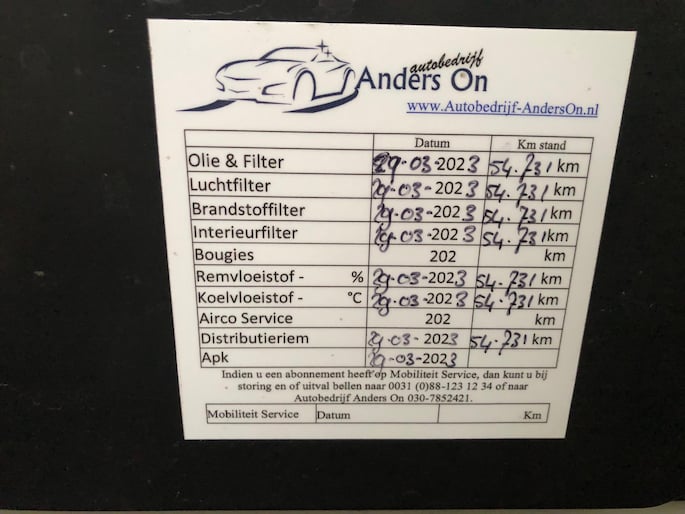 autobedrijf
Anders On
www.Autobedrijf-AndersOn.nl
Datum Km stand
Olie & Filter 29-03-2023 54.731 km
Luchtfilter 29-03-2023 54.731 km
Brandstoffilter 29-03-2023 54.731 km
Interieurfilter 29-03-2023 54.731 km
Bougies 202 km
Remvloeistof - % 29-03-2023 54.731 km
Koelvloeistof - °C 29-03-2023 54.731 km
Airco Service 202 km
Distributieriem 29-03-2023 54.731 km
Apk 29-03-2023
Indien u een abonnement heeft op Mobiliteit Service, dan kunt u bij
storing en of uitval bellen naar 0031 (0)88-123 12 34 of naar
Autobedrijf Anders On 030-7852421.
Mobiliteit Service Datum Km